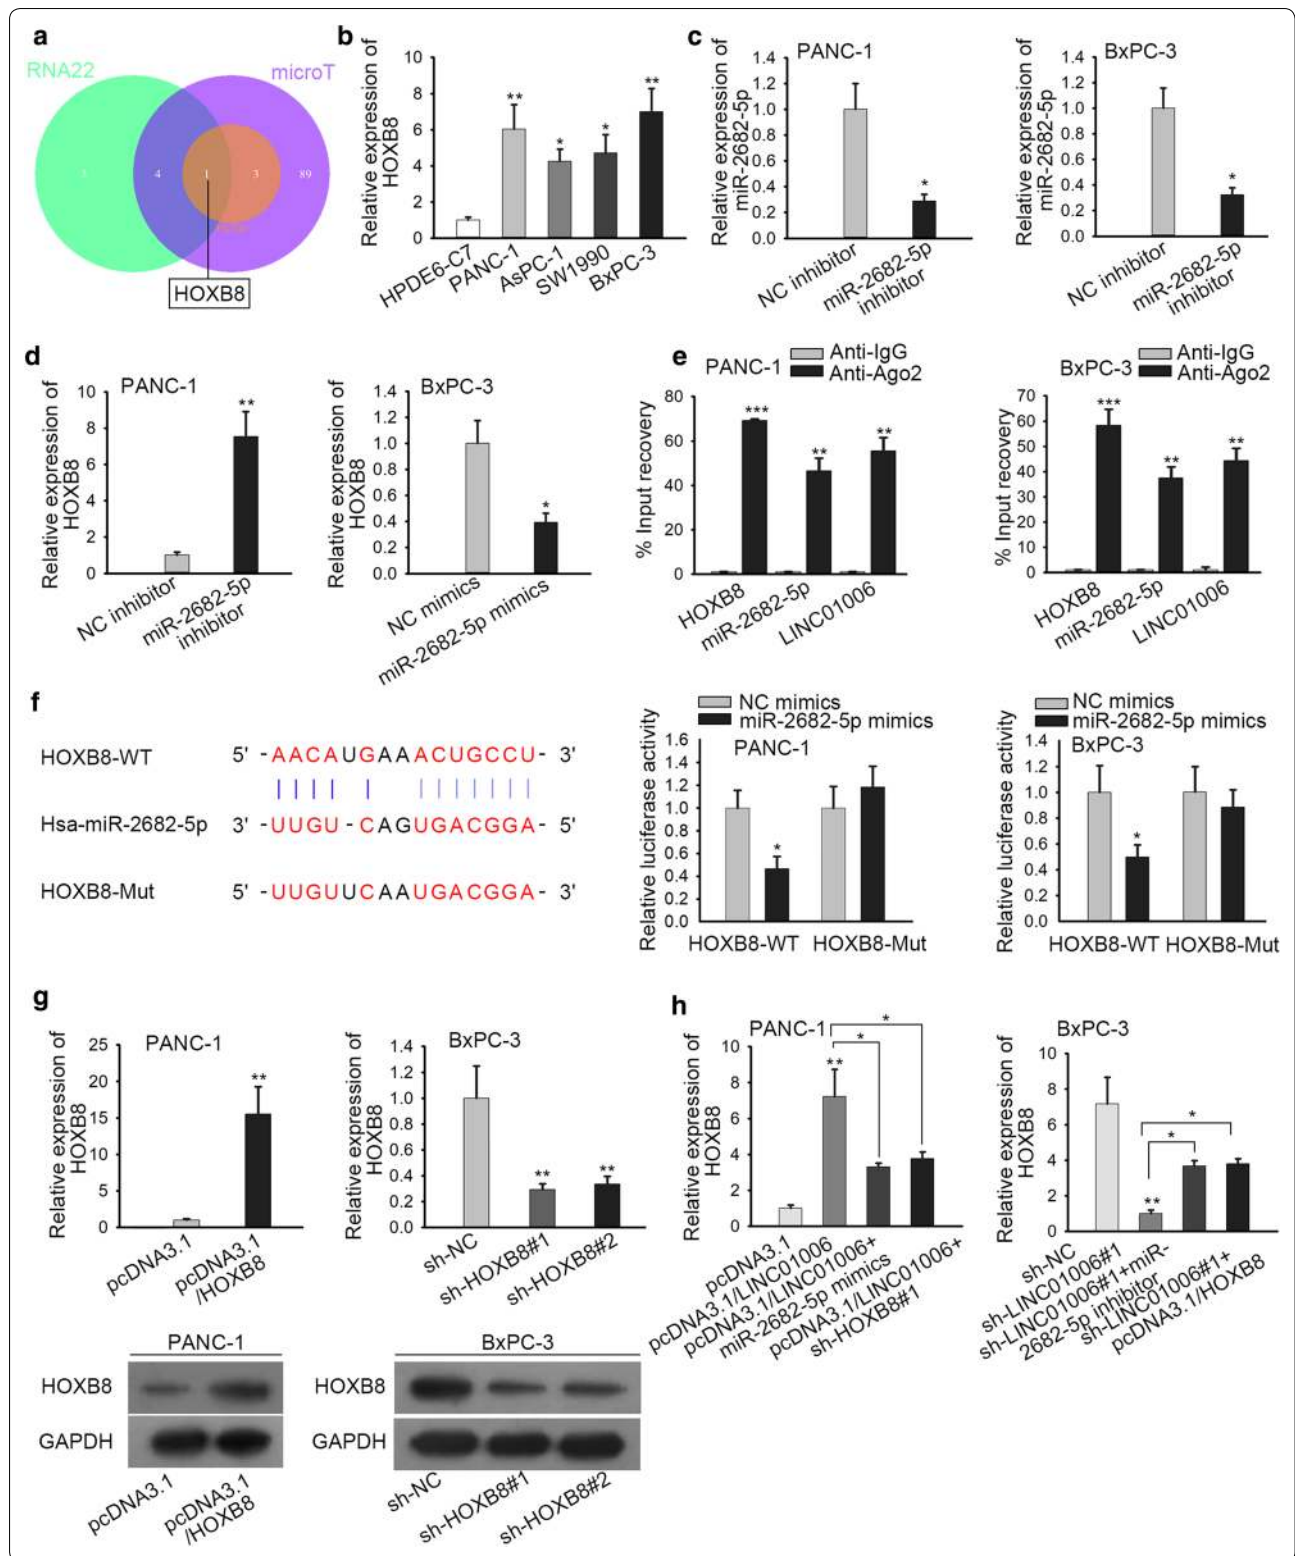 a
RNA22
microT
4
1
3
89
HOXB8
b
Relative expression of
HOXB8
10
8
6
4
2
0
**
*
*
**
HPDE6-C7
PANC-1
AsPC-1
SW1990
BxPC-3
c
Relative expression of
miR-2682-5p
PANC-1
1.4
1.2
1.0
0.8
0.6
0.4
0.2
0.0
*
NC inhibitor
miR-2682-5p
inhibitor
Relative expression of
miR-2682-5p
BxPC-3
1.4
1.2
1.0
0.8
0.6
0.4
0.2
0.0
*
NC inhibitor
miR-2682-5p
inhibitor
d
Relative expression of
HOXB8
PANC-1
10
8
6
4
2
0
**
NC inhibitor
miR-2682-5p
inhibitor
Relative expression of
HOXB8
BxPC-3
1.4
1.2
1.0
0.8
0.6
0.4
0.2
0.0
*
NC mimics
miR-2682-5p mimics
e
PANC-1
Anti-IgG
Anti-Ago2
% Input recovery
80
60
40
20
0
***
**
**
HOXB8
miR-2682-5p
LINC01006
BxPC-3
Anti-IgG
Anti-Ago2
% Input recovery
70
60
50
40
30
20
10
0
***
**
**
HOXB8
miR-2682-5p
LINC01006
f
HOXB8-WT 5' -AACAUGAAACUGCCU- 3'
Hsa-miR-2682-5p 3' -UUGU-CAGUGACGGA- 5'
HOXB8-Mut 5' -UUGUUCAAUGACGGA- 3'
NC mimics
miR-2682-5p mimics
PANC-1
Relative luciferase activity
1.6
1.4
1.2
1.0
0.8
0.6
0.4
0.2
0.0
*
HOXB8-WT HOXB8-Mut
NC mimics
miR-2682-5p mimics
BxPC-3
Relative luciferase activity
1.4
1.2
1.0
0.8
0.6
0.4
0.2
0.0
*
HOXB8-WT HOXB8-Mut
g
Relative expression of
HOXB8
PANC-1
25
20
15
10
5
0
**
pcDNA3.1
pcDNA3.1
/HOXB8
Relative expression of
HOXB8
BxPC-3
1.4
1.2
1.0
0.8
0.6
0.4
0.2
0.0
**
**
sh-NC
sh-HOXB8#1
sh-HOXB8#2
PANC-1
HOXB8
GAPDH
pcDNA3.1
pcDNA3.1
/HOXB8
BxPC-3
HOXB8
GAPDH
sh-NC
sh-HOXB8#1
sh-HOXB8#2
h
Relative expression of
HOXB8
PANC-1
10
8
6
4
2
0
**
*
*
pcDNA3.1
pcDNA3.1/LINC01006
pcDNA3.1/LINC01006+
miR-2682-5p mimics
pcDNA3.1/LINC01006+
sh-HOXB8#1
Relative expression of
HOXB8
BxPC-3
10
8
6
4
2
0
**
*
*
sh-NC
sh-LINC01006#1
sh-LINC01006#1+miR-
2682-5p inhibitor
sh-LINC01006#1+
pcDNA3.1/HOXB8